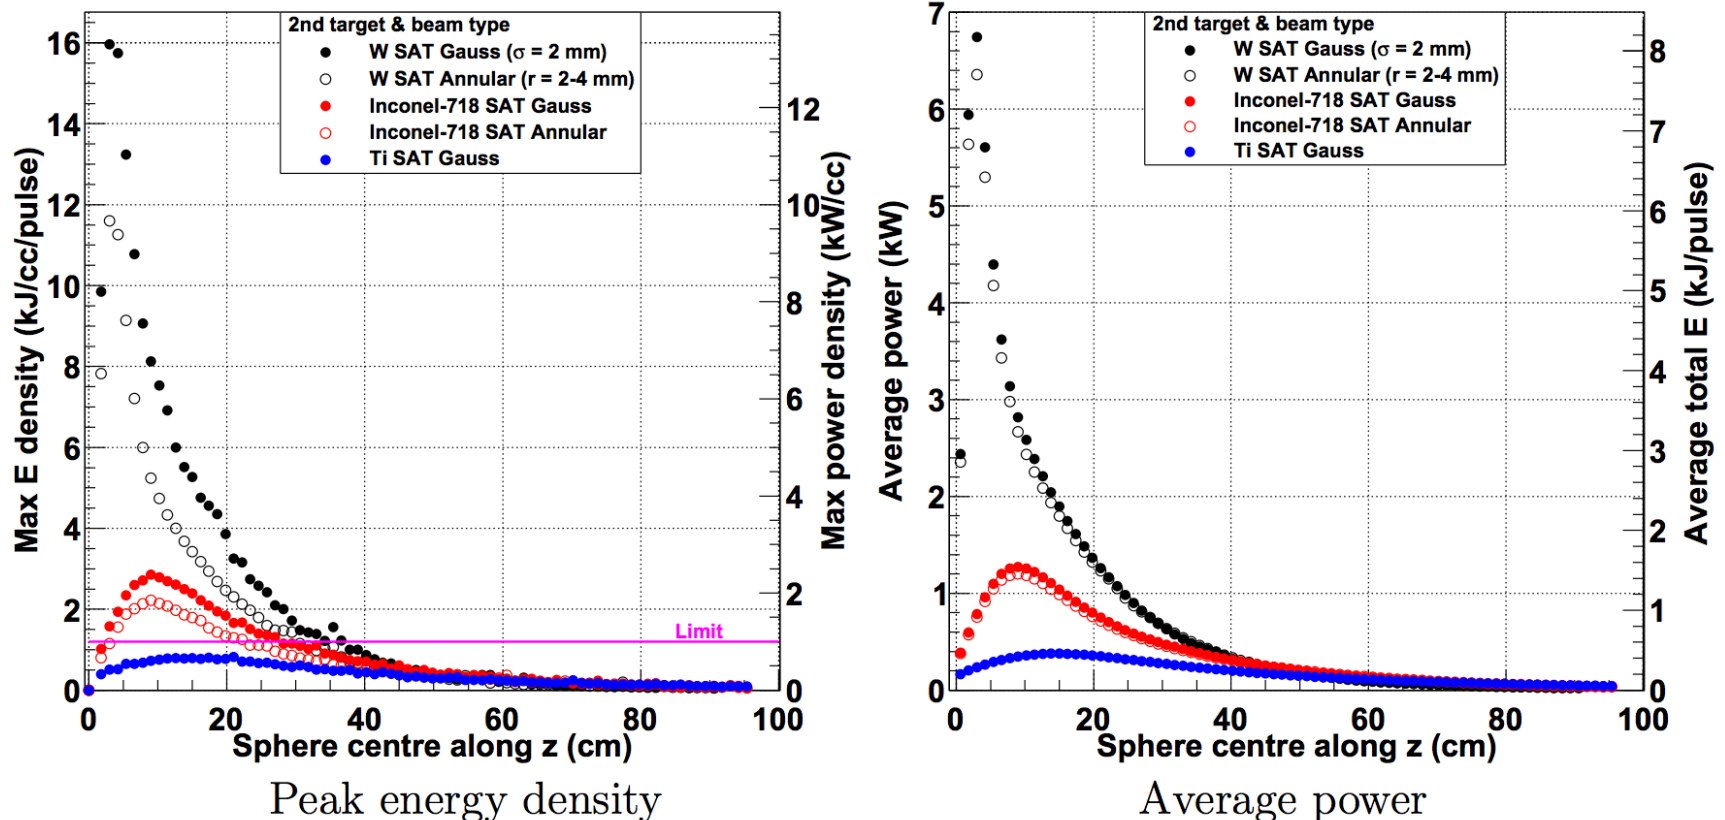 2nd target & beam type
W SAT Gauss (σ = 2 mm)
W SAT Annular (r = 2-4 mm)
Inconel-718 SAT Gauss
Inconel-718 SAT Annular
Ti SAT Gauss
Max E density (kJ/cc/pulse)
16
14
12
10
8
6
4
2
0
Max power density (kW/cc)
12
10
8
6
4
2
0
Limit
0 20 40 60 80 100
Sphere centre along z (cm)
Peak energy density
2nd target & beam type
W SAT Gauss (σ = 2 mm)
W SAT Annular (r = 2-4 mm)
Inconel-718 SAT Gauss
Inconel-718 SAT Annular
Ti SAT Gauss
Average power (kW)
7
6
5
4
3
2
1
0
Average total E (kJ/pulse)
8
7
6
5
4
3
2
1
0
0 20 40 60 80 100
Sphere centre along z (cm)
Average power